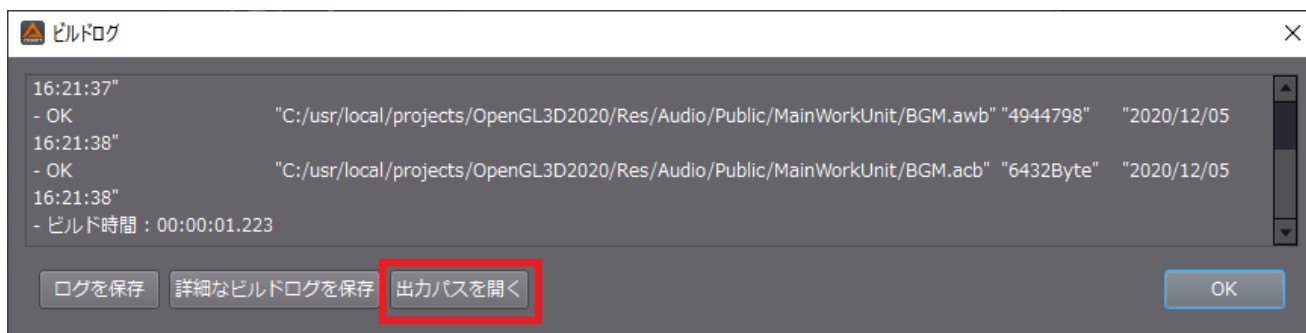 ビルドログ
16:21:37"
- OK "C:/usr/local/projects/OpenGL3D2020/Res/Audio/Public/MainWorkUnit/BGM.awb" "4944798" "2020/12/05
16:21:38"
- OK "C:/usr/local/projects/OpenGL3D2020/Res/Audio/Public/MainWorkUnit/BGM.acb" "6432Byte" "2020/12/05
16:21:38"
- ビルド時間：00:00:01.223
ログを保存 詳細なビルドログを保存 出力パスを開く OK